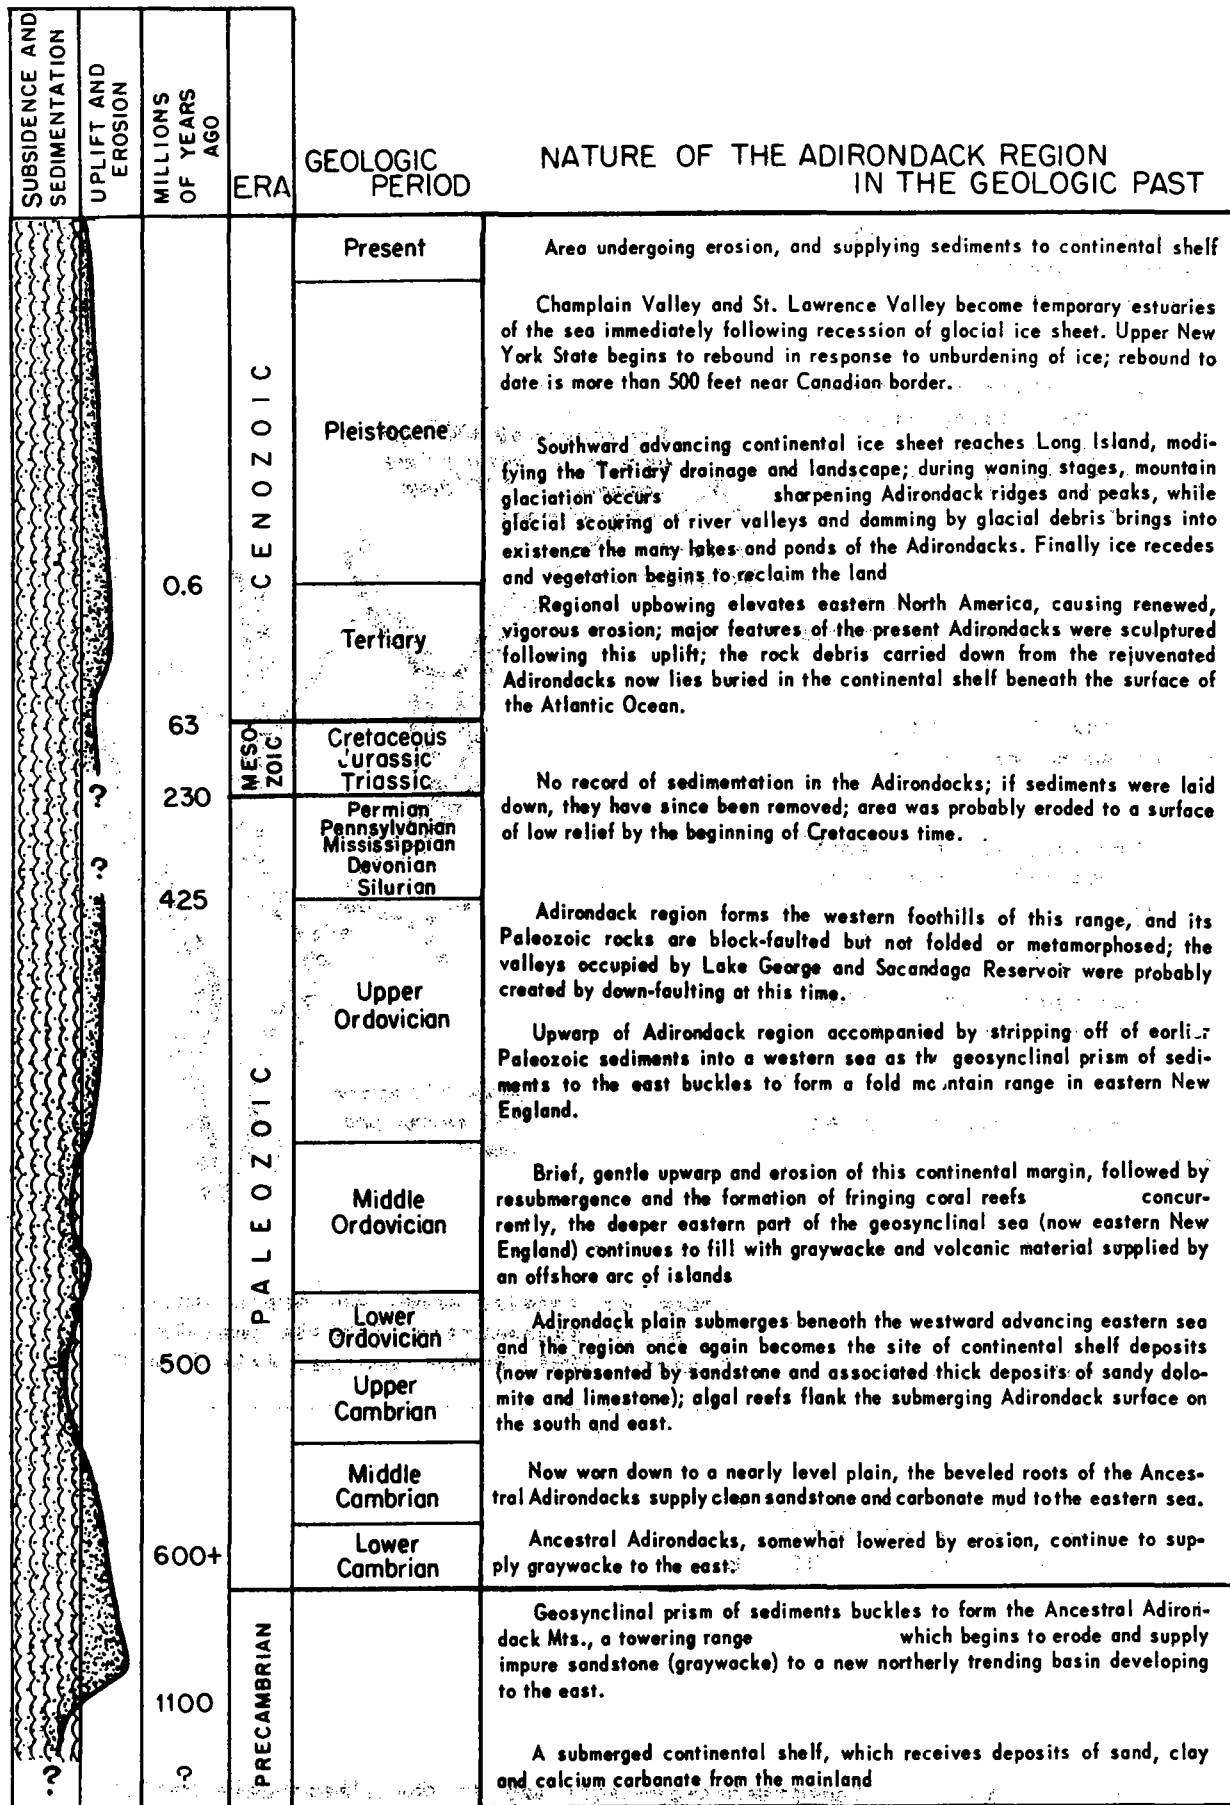 SUBSIDENCE AND
SEDIMENTATION
UPLIFT AND
EROSION
MILLIONS
OF YEARS
AGO
ERA
GEOLOGIC
PERIOD
NATURE OF THE ADIRONDACK REGION
IN THE GEOLOGIC PAST
CENOZOIC
Present
Area undergoing erosion, and supplying sediments to continental shelf
Pleistocene
Champlain Valley and St. Lawrence Valley become temporary estuaries
of the sea immediately following recession of glacial ice sheet. Upper New
York State begins to rebound in response to unburdening of ice; rebound to
date is more than 500 feet near Canadian border.
Southward advancing continental ice sheet reaches Long Island, modi-
fying the Tertiary drainage and landscape; during waning stages, mountain
glaciation occurs sharpening Adirondack ridges and peaks, while
glacial scouring of river valleys and damming by glacial debris brings into
existence the many lakes and ponds of the Adirondacks. Finally ice recedes
and vegetation begins to reclaim the land
0.6
Tertiary
Regional upbowing elevates eastern North America, causing renewed,
vigorous erosion; major features of the present Adirondacks were sculptured
following this uplift; the rock debris carried down from the rejuvenated
Adirondacks now lies buried in the continental shelf beneath the surface of
the Atlantic Ocean.
63
MESO-
ZOIC
Cretaceous
Jurassic
Triassic
?
230
No record of sedimentation in the Adirondocks; if sediments were laid
down, they have since been removed; area was probably eroded to a surface
of low relief by the beginning of Cretaceous time.
PALEOZOIC
Permian
Pennsylvanian
Mississippian
Devonian
Silurian
?
425
Upper
Ordovician
Adirondack region forms the western foothills of this range, and its
Paleozoic rocks are block-faulted but not folded or metamorphosed; the
valleys occupied by Lake George and Sacandaga Reservoir were probably
created by down-faulting at this time.
Upwarp of Adirondack region accompanied by stripping off of earlier
Paleozoic sediments into a western sea as the geosynclinal prism of sedi-
ments to the east buckles to form a fold mountain range in eastern New
England.
Middle
Ordovician
Brief, gentle upwarp and erosion of this continental margin, followed by
resubmergence and the formation of fringing coral reefs concur-
rently, the deeper eastern part of the geosynclinal sea (now eastern New
England) continues to fill with graywacke and volcanic material supplied by
an offshore arc of islands
Lower
Ordovician
500
Upper
Cambrian
Adirondack plain submerges beneath the westward advancing eastern sea
and the region once again becomes the site of continental shelf deposits
(now represented by sandstone and associated thick deposits of sandy dolo-
mite and limestone); algal reefs flank the submerging Adirondack surface on
the south and east.
Middle
Cambrian
Now worn down to a nearly level plain, the beveled roots of the Ances-
tral Adirondacks supply clean sandstone and carbonate mud to the eastern sea.
600+
Lower
Cambrian
Ancestral Adirondacks, somewhat lowered by erosion, continue to sup-
ply graywacke to the east.
PRECAMBRIAN
Geosynclinal prism of sediments buckles to form the Ancestral Adiron-
dack Mts., a towering range which begins to erode and supply
impure sandstone (graywacke) to a new northerly trending basin developing
to the east.
1100
A submerged continental shelf, which receives deposits of sand, clay
and calcium carbanate from the mainland
?
?